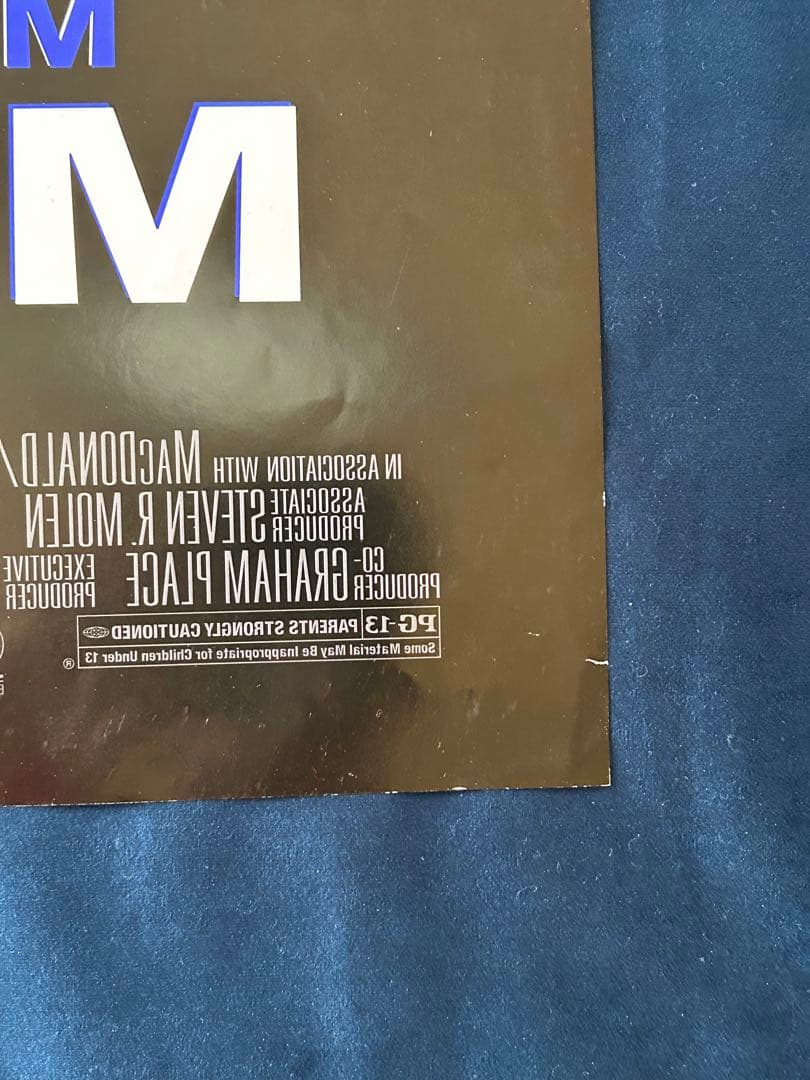 M
M
IN ASSOCIATION WITH MACDONALD/
ASSOCIATE PRODUCER STEVEN R. MOLEN
CO-PRODUCER GRAHAM PLACE EXECUTIVE PRODUCER
PG-13 PARENTS STRONGLY CAUTIONED
Some Material May Be Inappropriate for Children Under 13 ®